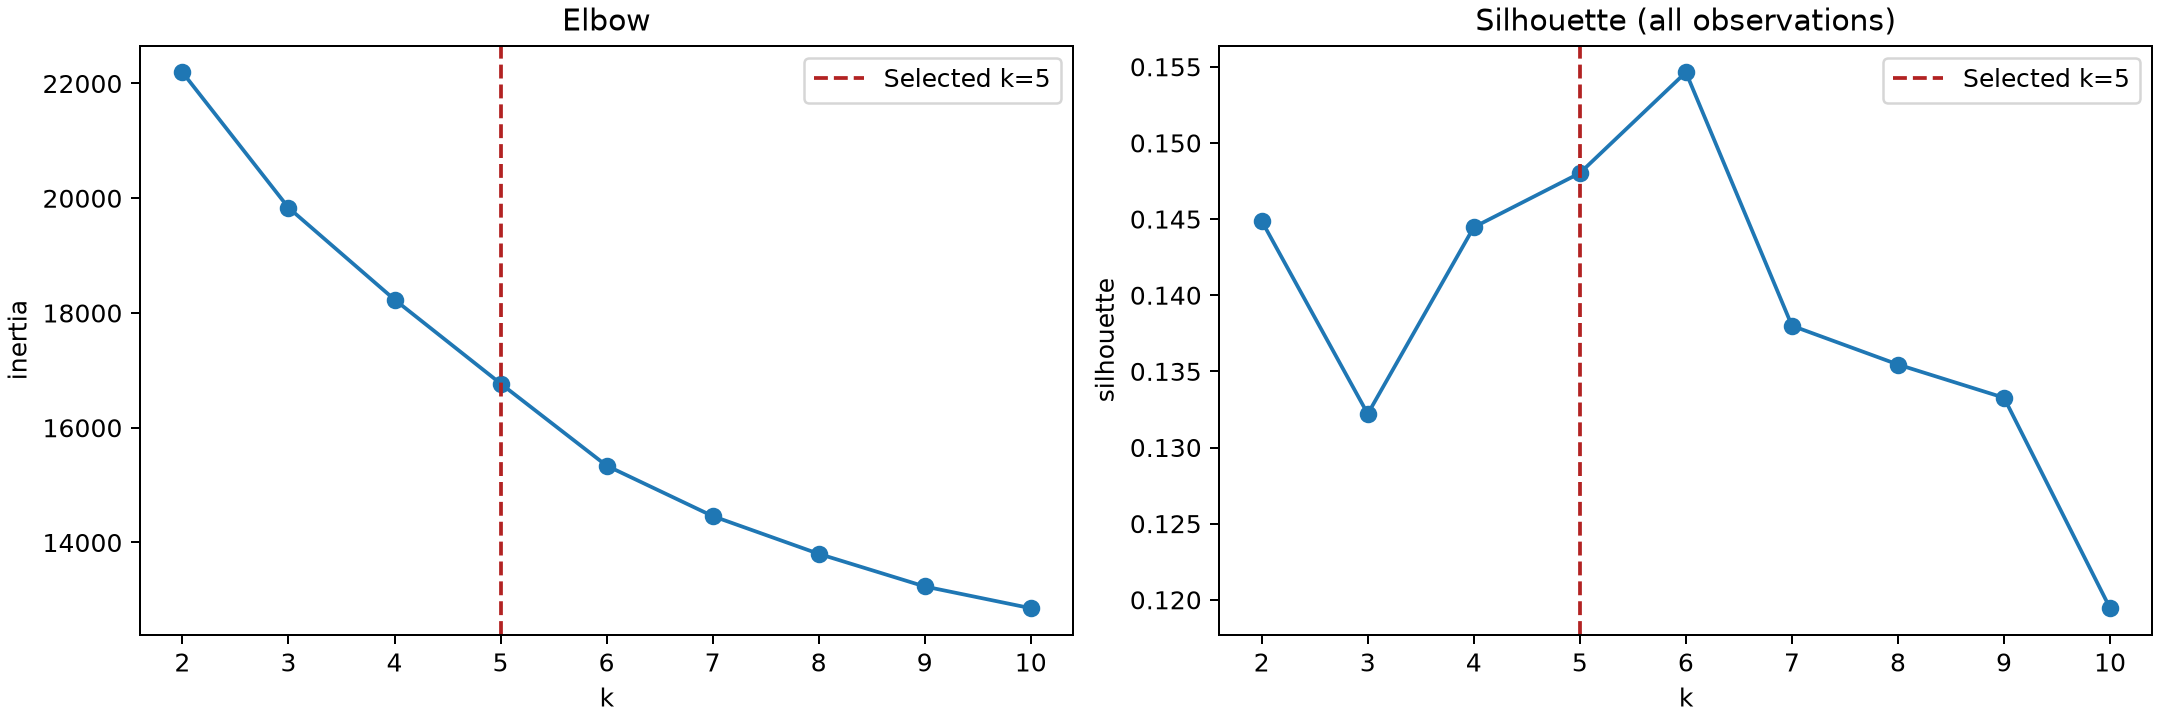 Elbow
Selected k=5
22000
20000
18000
16000
14000
inertia
2 3 4 5 6 7 8 9 10
k
Silhouette (all observations)
Selected k=5
0.155
0.150
0.145
0.140
0.135
0.130
0.125
0.120
silhouette
2 3 4 5 6 7 8 9 10
k